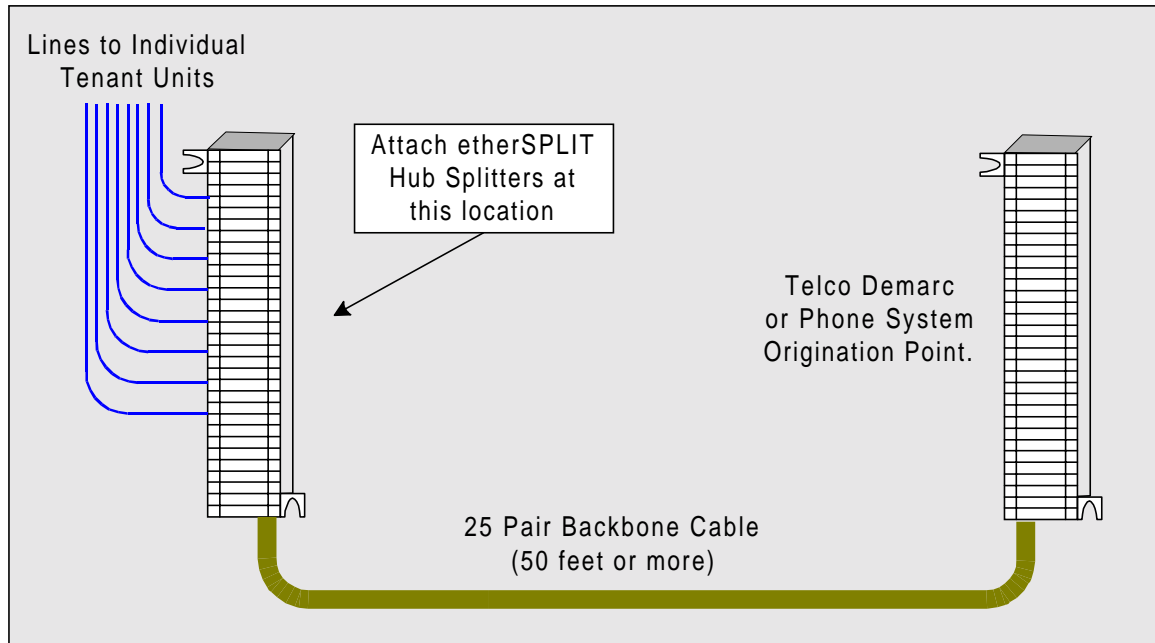 Lines to Individual
Tenant Units
Attach etherSPLIT
Hub Splitters at
this location
Telco Demarc
or Phone System
Origination Point.
25 Pair Backbone Cable
(50 feet or more)